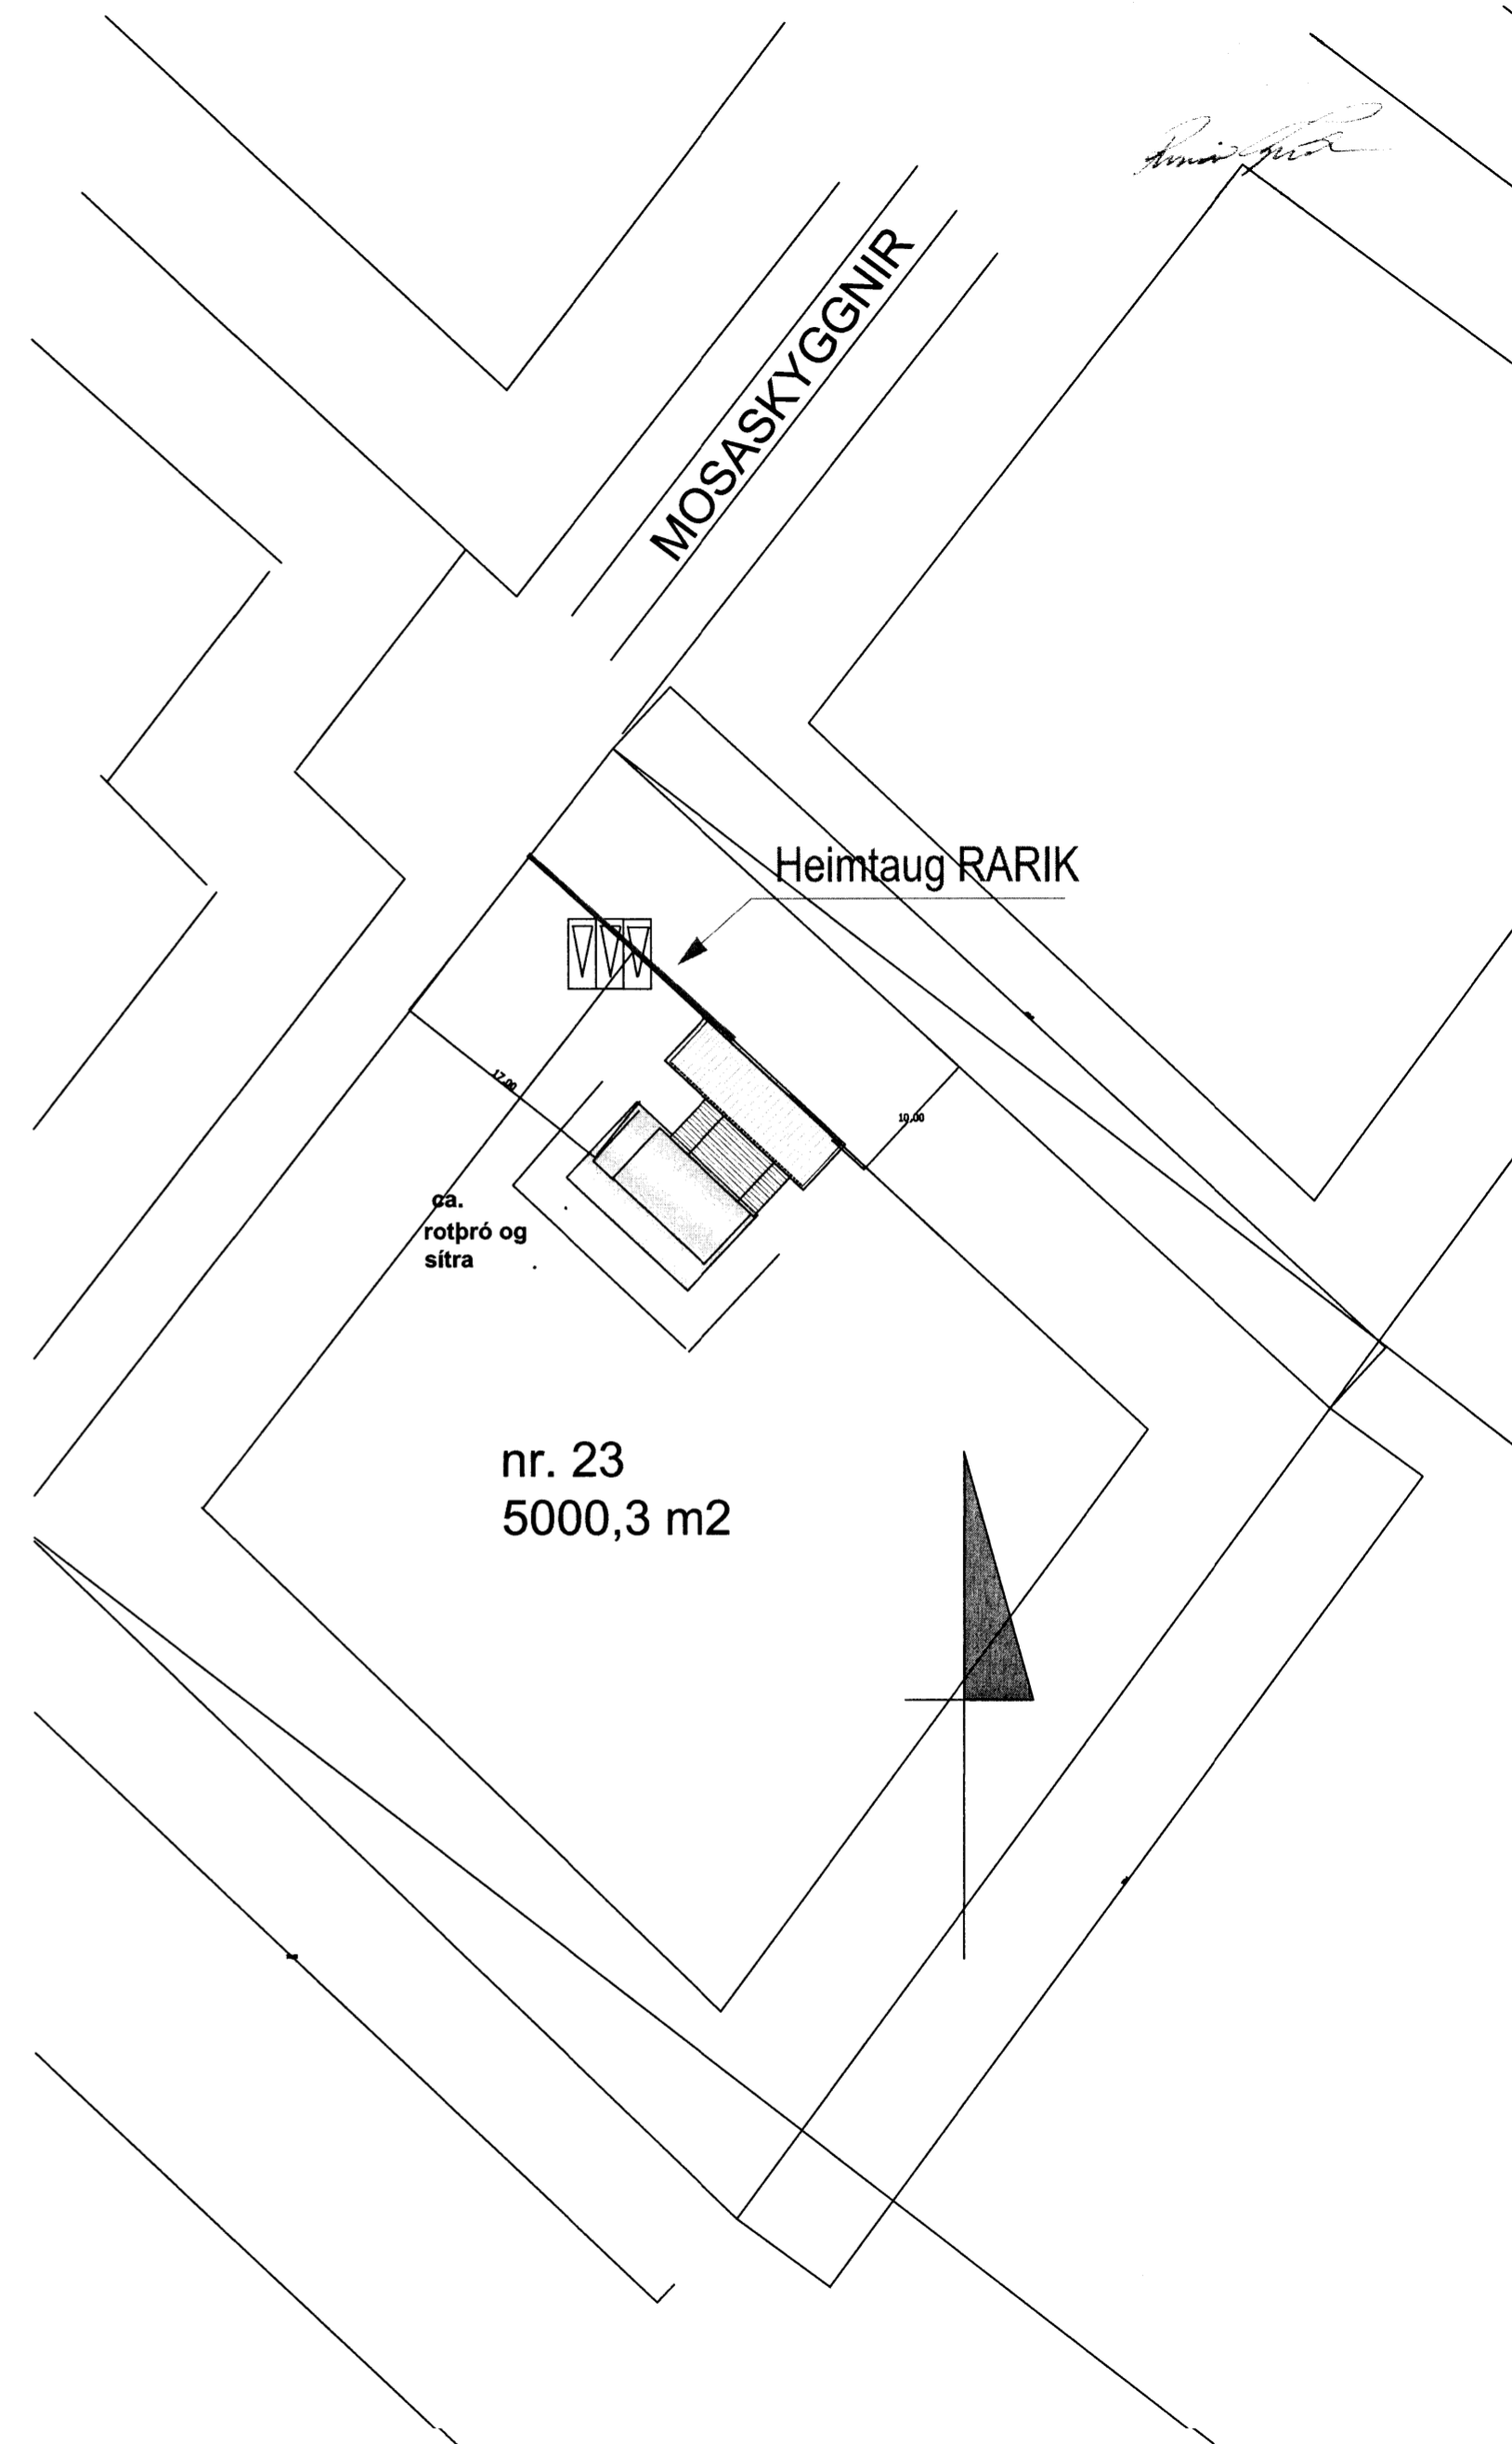 MOSASKYGGNIR
Heimtaug RARIK
17,00
10,00
ca.
rotþró og
sítra
nr. 23
5000,3 m2